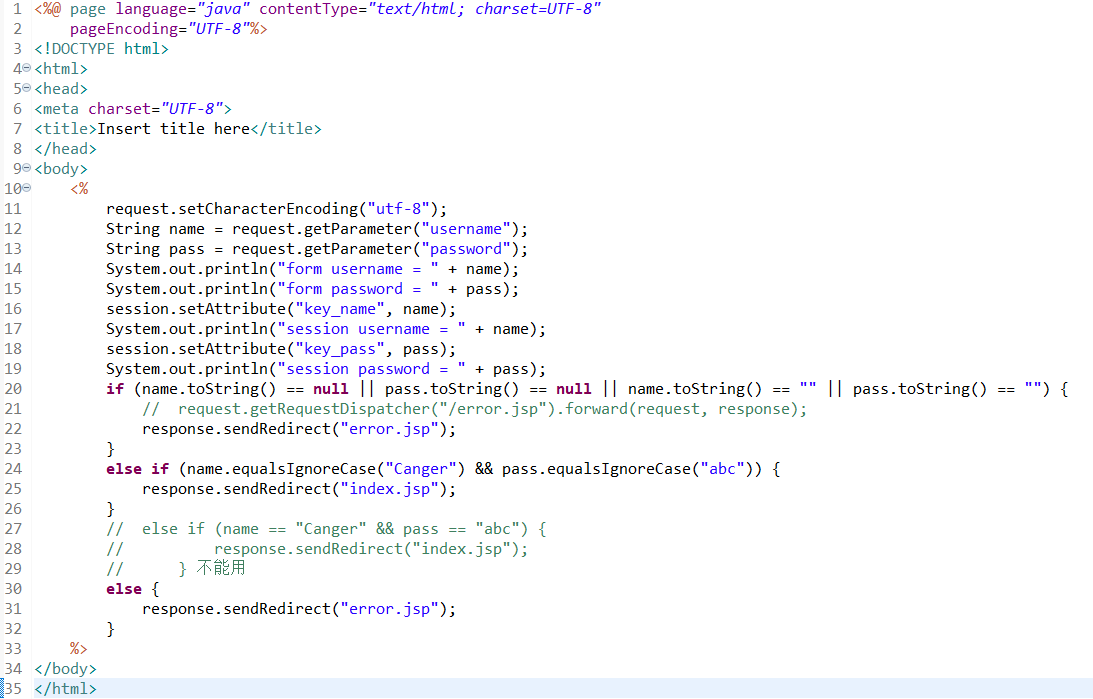 1 <%@ page language="java" contentType="text/html; charset=UTF-8"
2     pageEncoding="UTF-8"%>
3 <!DOCTYPE html>
4 <html>
5 <head>
6 <meta charset="UTF-8">
7 <title>Insert title here</title>
8 </head>
9 <body>
10     <%
11         request.setCharacterEncoding("utf-8");
12         String name = request.getParameter("username");
13         String pass = request.getParameter("password");
14         System.out.println("form username = " + name);
15         System.out.println("form password = " + pass);
16         session.setAttribute("key_name", name);
17         System.out.println("session username = " + name);
18         session.setAttribute("key_pass", pass);
19         System.out.println("session password = " + pass);
20         if (name.toString() == null || pass.toString() == null || name.toString() == "" || pass.toString() == "") {
21             //  request.getRequestDispatcher("/error.jsp").forward(request, response);
22             response.sendRedirect("error.jsp");
23         }
24         else if (name.equalsIgnoreCase("Canger") && pass.equalsIgnoreCase("abc")) {
25             response.sendRedirect("index.jsp");
26         }
27         //  else if (name == "Canger" && pass == "abc") {
28         //          response.sendRedirect("index.jsp");
29         //      } 不能用
30         else {
31             response.sendRedirect("error.jsp");
32         }
33     %>
34 </body>
35 </html>